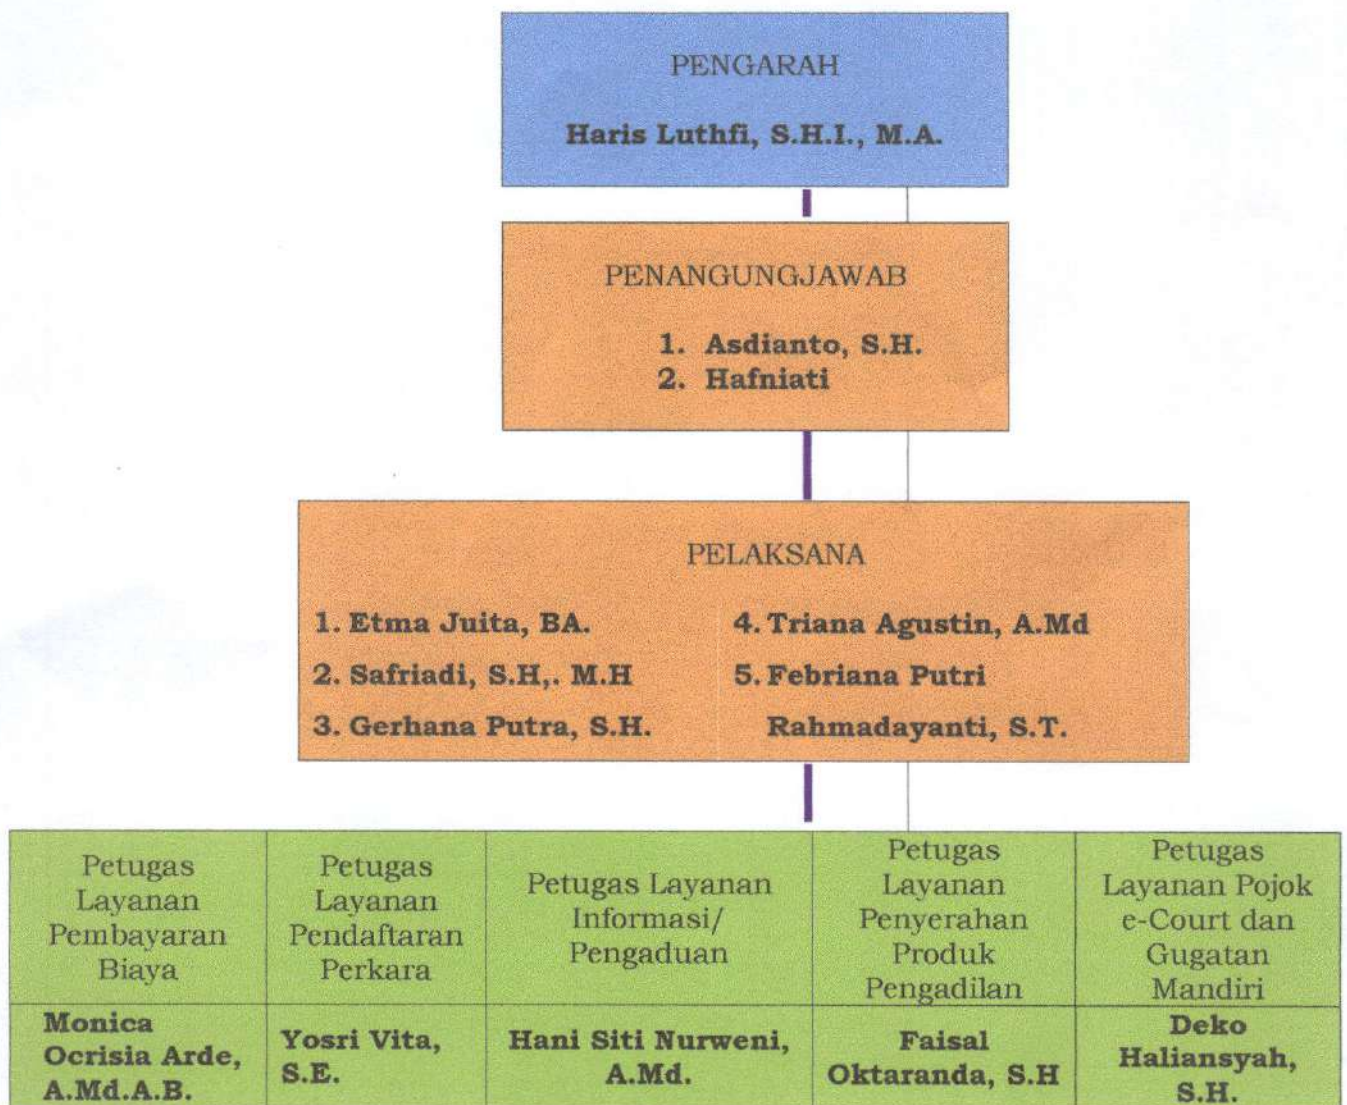 PENGARAH
Haris Luthfi, S.H.I., M.A.
PENANGUNGJAWAB
1. Asdianto, S.H.
2. Hafniati
PELAKSANA
1. Etma Juita, BA.
2. Safriadi, S.H,. M.H
3. Gerhana Putra, S.H.
4. Triana Agustin, A.Md
5. Febriana Putri
Rahmadayanti, S.T.
Petugas
Layanan
Pembayaran
Biaya
Petugas
Layanan
Pendaftaran
Perkara
Petugas Layanan
Informasi/
Pengaduan
Petugas
Layanan
Penyerahan
Produk
Pengadilan
Petugas
Layanan Pojok
e-Court dan
Gugatan
Mandiri
Monica
Ocrisia Arde,
A.Md.A.B.
Yosri Vita,
S.E.
Hani Siti Nurweni,
A.Md.
Faisal
Oktaranda, S.H
Deko
Haliansyah,
S.H.